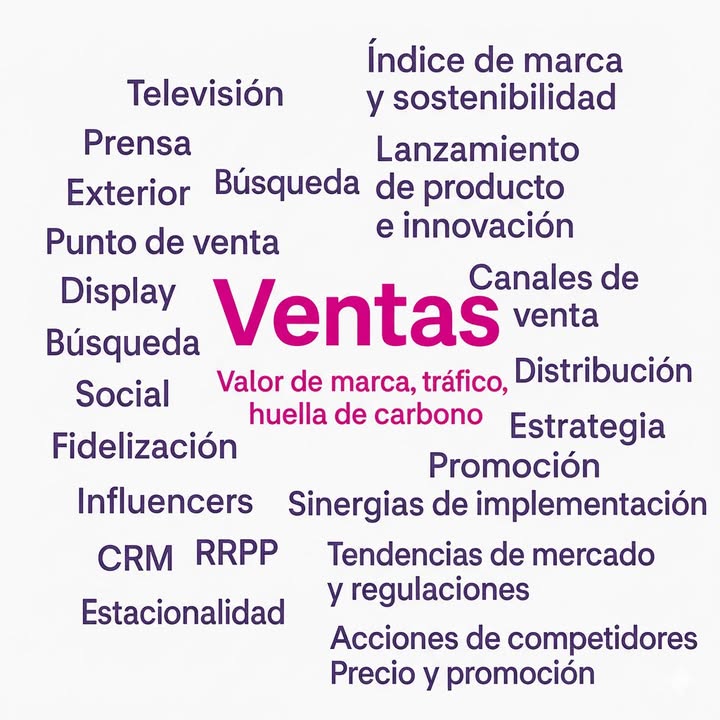 Índice de marca
y sostenibilidad
Televisión
Prensa
Lanzamiento
de producto
e innovación
Búsqueda
Exterior
Punto de venta
Canales de
venta
Display
Ventas
Búsqueda
Valor de marca, tráfico,
huella de carbono
Distribución
Social
Estrategia
Fidelización
Promoción
Influencers
Sinergias de implementación
CRM
RRPP
Tendencias de mercado
y regulaciones
Estacionalidad
Acciones de competidores
Precio y promoción